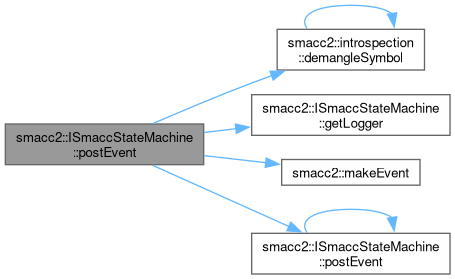 smacc2::ISmaccStateMachine
::postEvent
smacc2::introspection
::demangleSymbol
smacc2::ISmaccStateMachine
::getLogger
smacc2::makeEvent
smacc2::ISmaccStateMachine
::postEvent